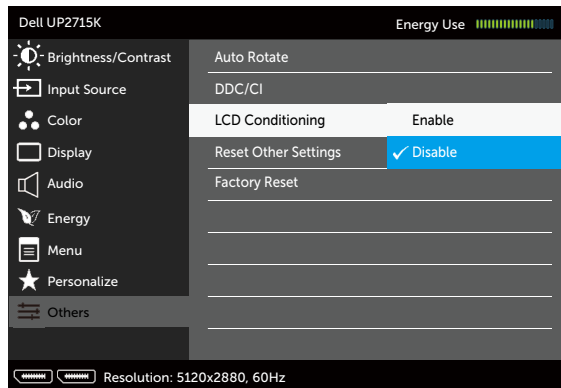 Dell UP2715K Energy Use
Brightness/Contrast Auto Rotate
Input Source DDC/CI
Color LCD Conditioning Enable
Display Reset Other Settings Disable
Audio Factory Reset
Energy
Menu
Personalize
Others
Resolution: 5120x2880, 60Hz